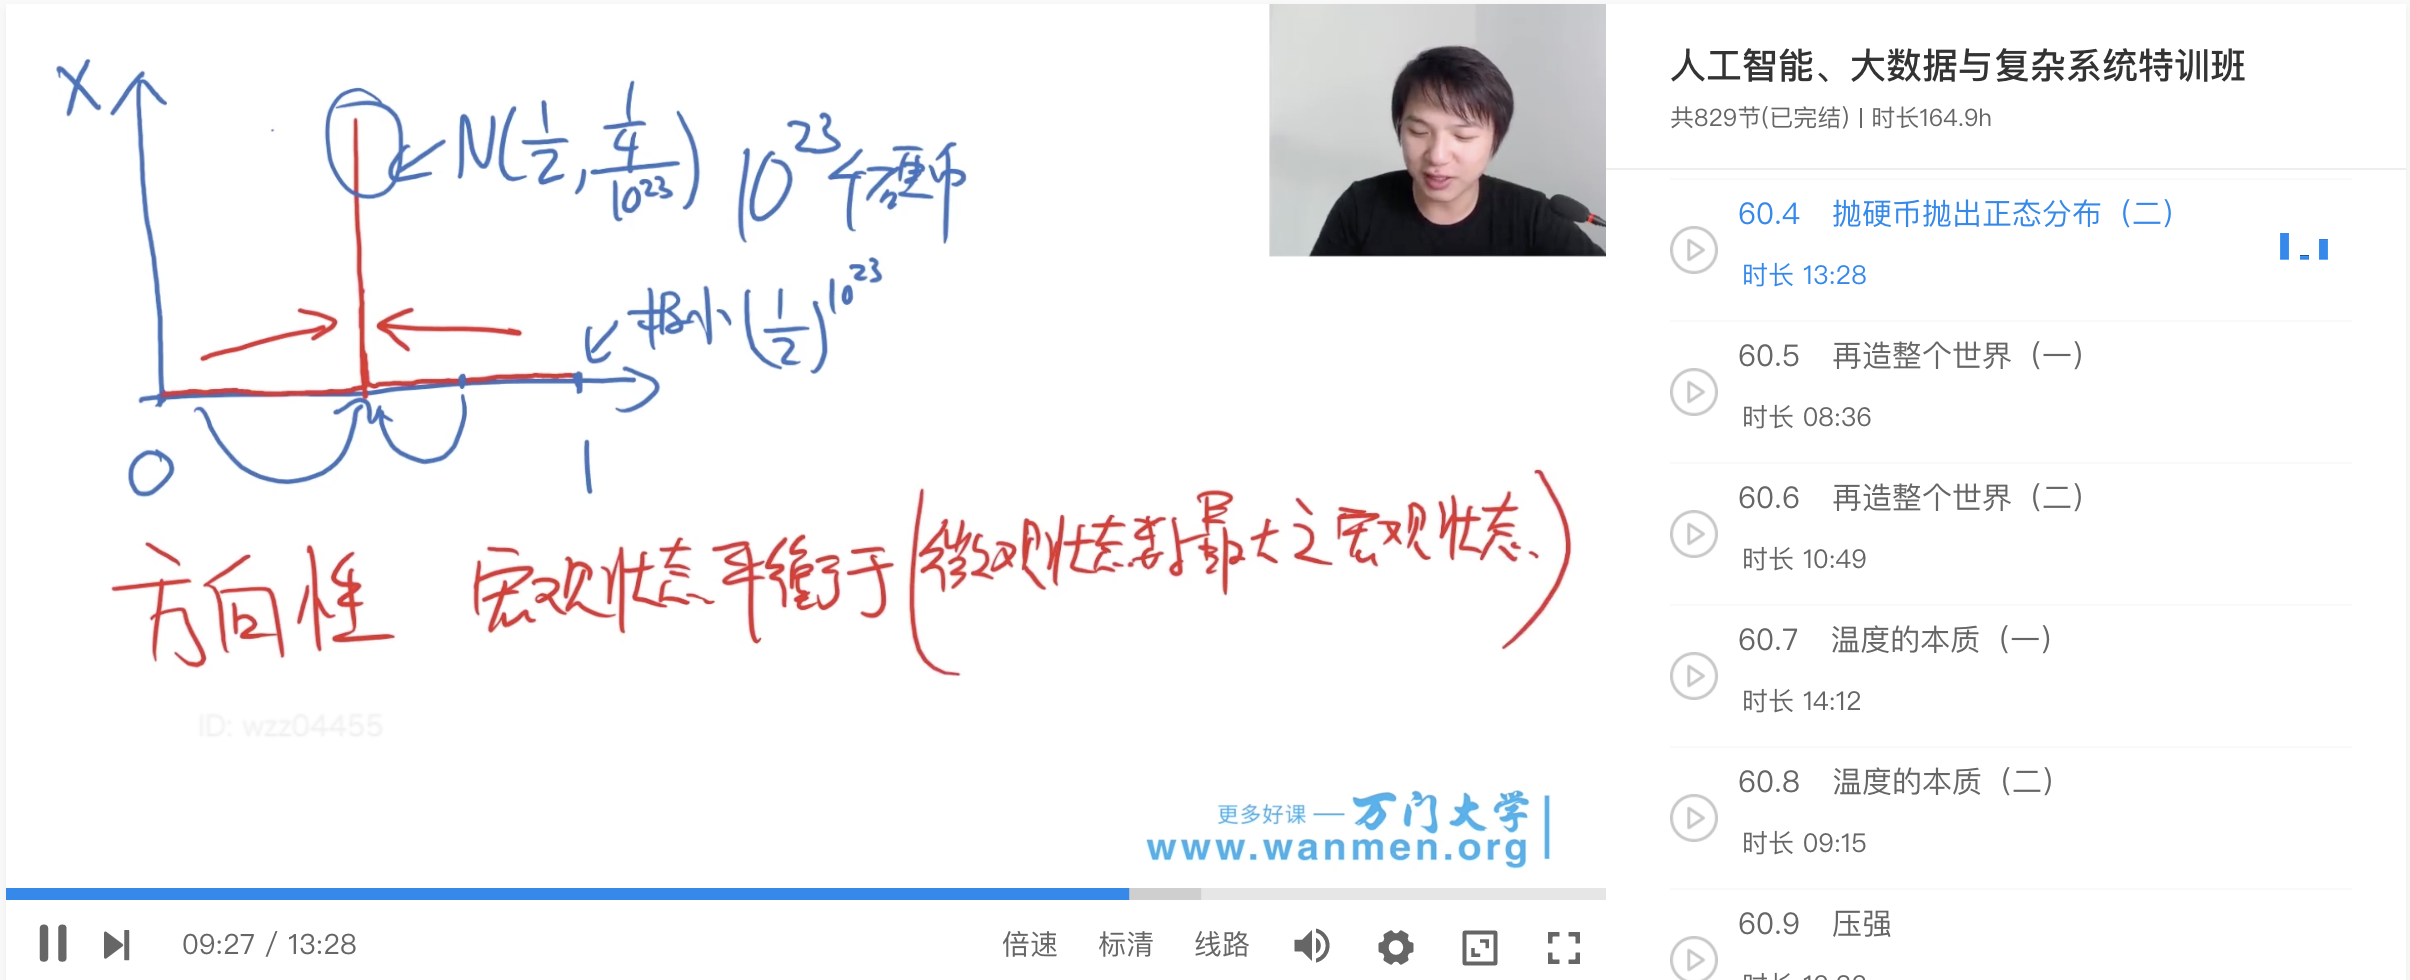 X
N(1/2, 1/4/10^23) 10^23个硬币
极小(1/2)^10^23
0 1
方向性 宏观状态平衡于(微观状态数最大之宏观状态)
ID: wzz04455
更多好课 — 万门大学
www.wanmen.org
09:27 / 13:28 倍速 标清 线路
人工智能、大数据与复杂系统特训班
共829节(已完结) | 时长164.9h
60.4 抛硬币抛出正态分布（二）
时长 13:28
60.5 再造整个世界（一）
时长 08:36
60.6 再造整个世界（二）
时长 10:49
60.7 温度的本质（一）
时长 14:12
60.8 温度的本质（二）
时长 09:15
60.9 压强